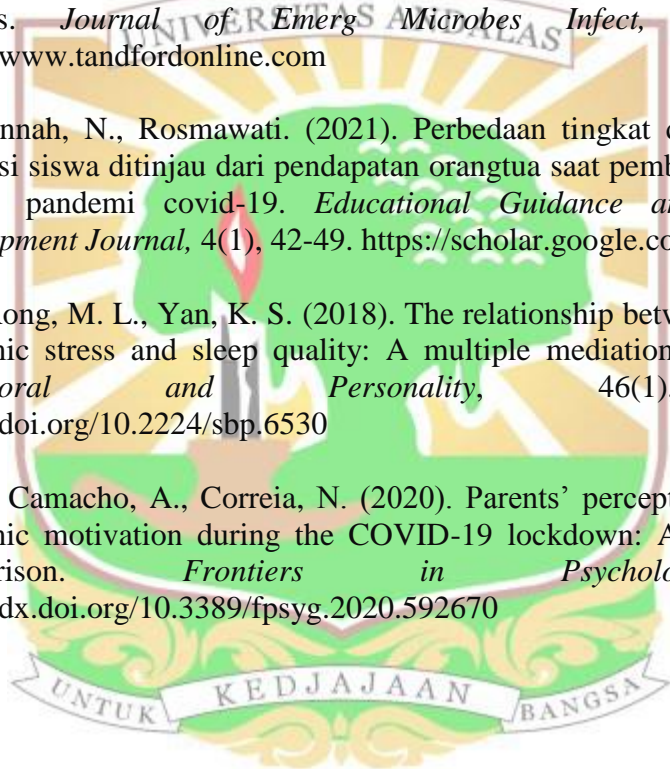 s. Journal of Emerg Microbes Infect,
UNIVERSITAS ANDALAS
www.tandfordonline.com
nnah, N., Rosmawati. (2021). Perbedaan tingkat
si siswa ditinjau dari pendapatan orangtua saat pemb
pandemi covid-19. Educational Guidance a
pment Journal, 4(1), 42-49. https://scholar.google.co
ong, M. L., Yan, K. S. (2018). The relationship betw
nic stress and sleep quality: A multiple mediation
oral and Personality, 46(1).
doi.org/10.2224/sbp.6530
Camacho, A., Correia, N. (2020). Parents’ percept
nic motivation during the COVID-19 lockdown: A
rison. Frontiers in Psycholo
dx.doi.org/10.3389/fpsyg.2020.592670
UNTUK KEDJAJAAN BANGSA